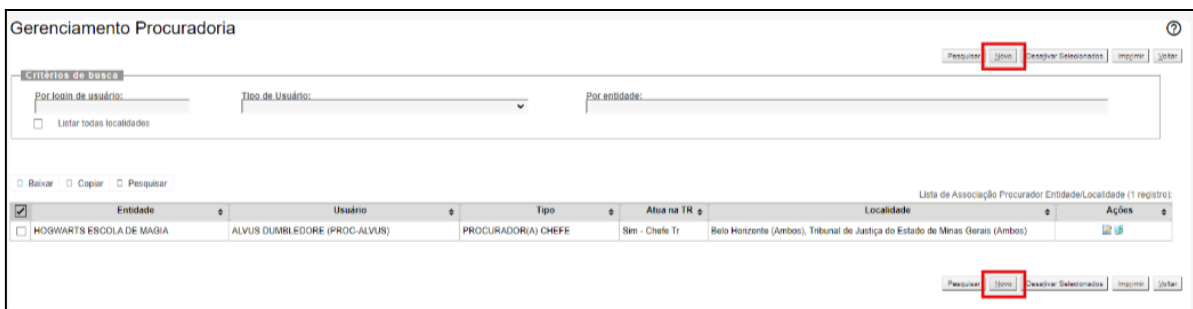 Gerenciamento Procuradoria
Pesquisar Novo Desativar Selecionados Imprimir Voltar
Critérios de busca
Por login de usuário: Tipo de Usuário: Por entidade:
Listar todas localidades
Baixar Copiar Pesquisar
Lista de Associação Procurador Entidade/Localidade (1 registro):
Entidade Usuário Tipo Atua na TR Localidade Ações
HOGWARTS ESCOLA DE MAGIA ALVUS DUMBLEDORE (PROC-ALVUS) PROCURADOR(A) CHEFE Sim - Chefe Tr Belo Horizonte (Ambos), Tribunal de Justiça do Estado de Minas Gerais (Ambos)
Pesquisar Novo Desativar Selecionados Imprimir Voltar